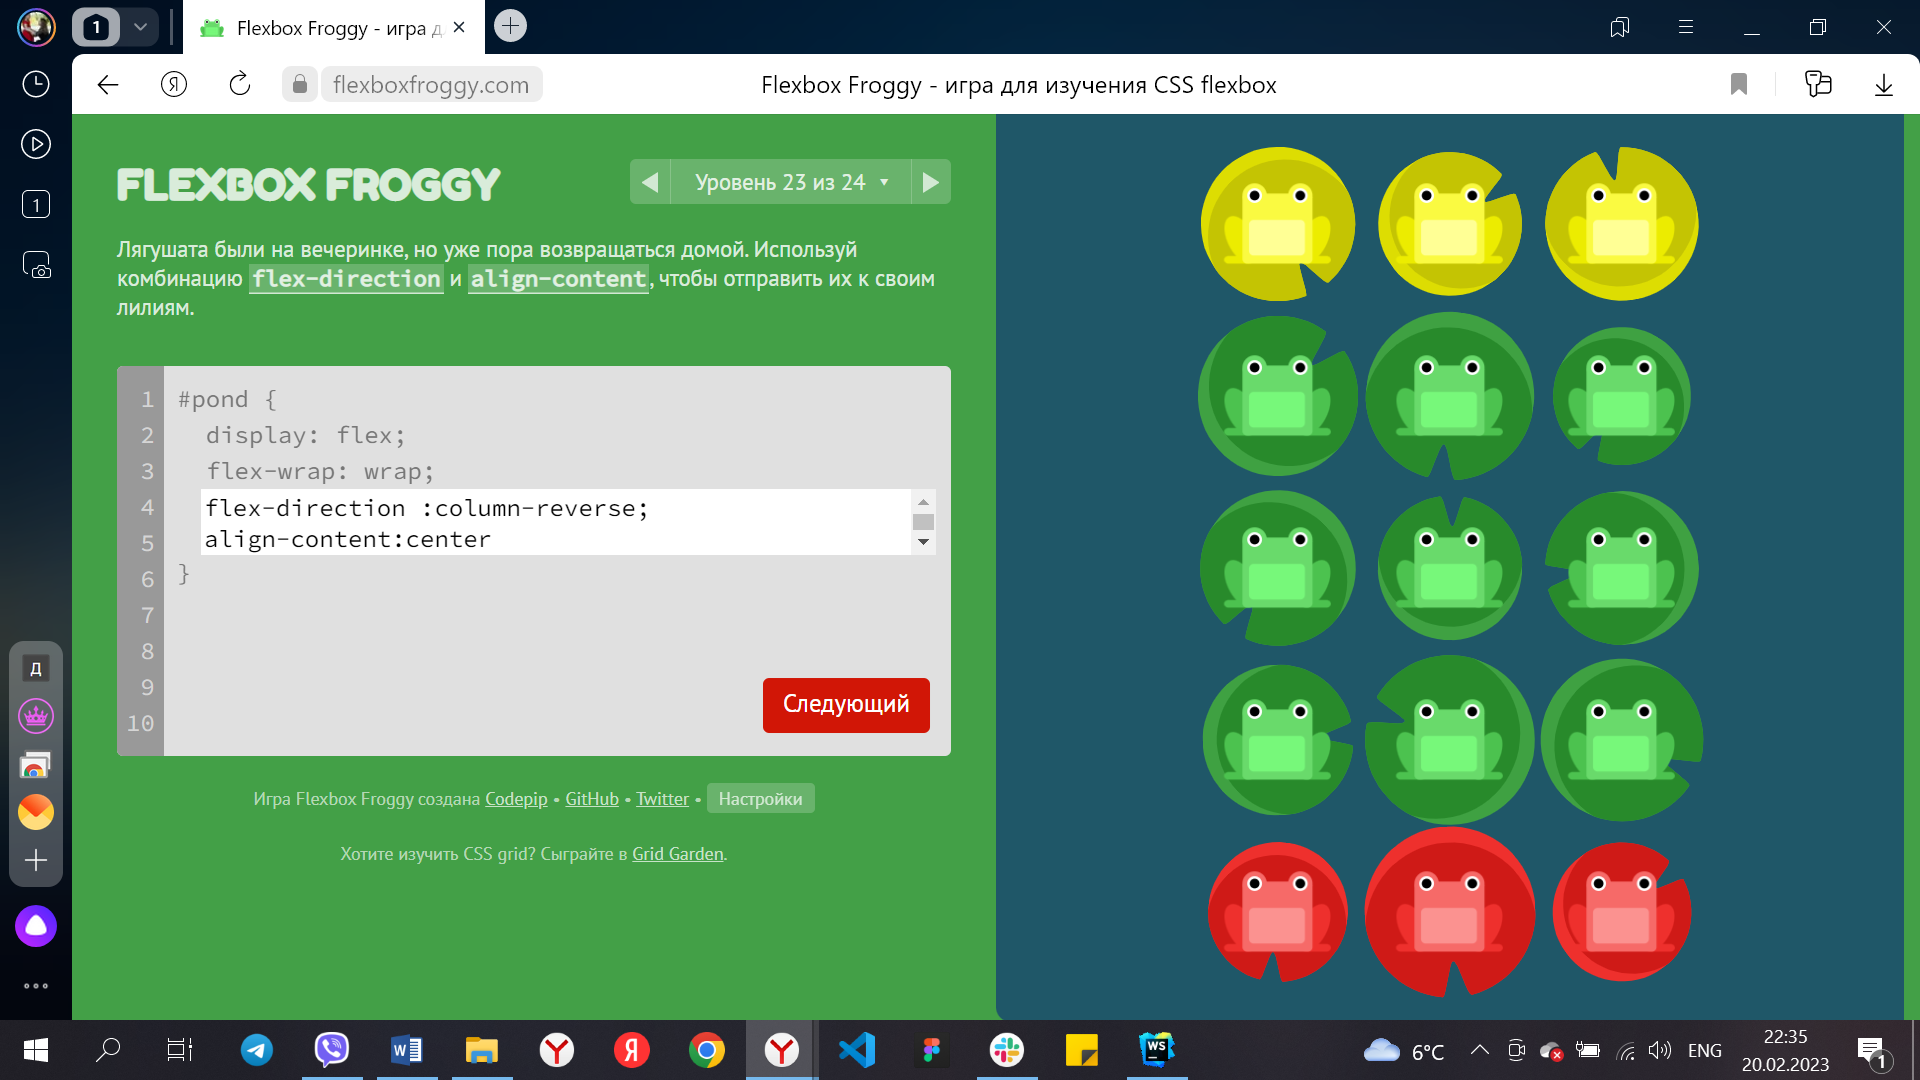 1
Flexbox Froggy - игра д
flexboxfroggy.com
Flexbox Froggy - игра для изучения CSS flexbox
1
FLEXBOX FROGGY
Уровень 23 из 24
Лягушата были на вечеринке, но уже пора возвращаться домой. Используй
комбинацию flex-direction и align-content, чтобы отправить их к своим
лилиям.
1 #pond {
2 display: flex;
3 flex-wrap: wrap;
4 flex-direction :column-reverse;
5 align-content:center
6 }
7
8
9
10
Следующий
Игра Flexbox Froggy создана Codepip • GitHub • Twitter • Настройки
Хотите изучить CSS grid? Сыграйте в Grid Garden.
Д
6°C
ENG
22:35
20.02.2023
1
WS